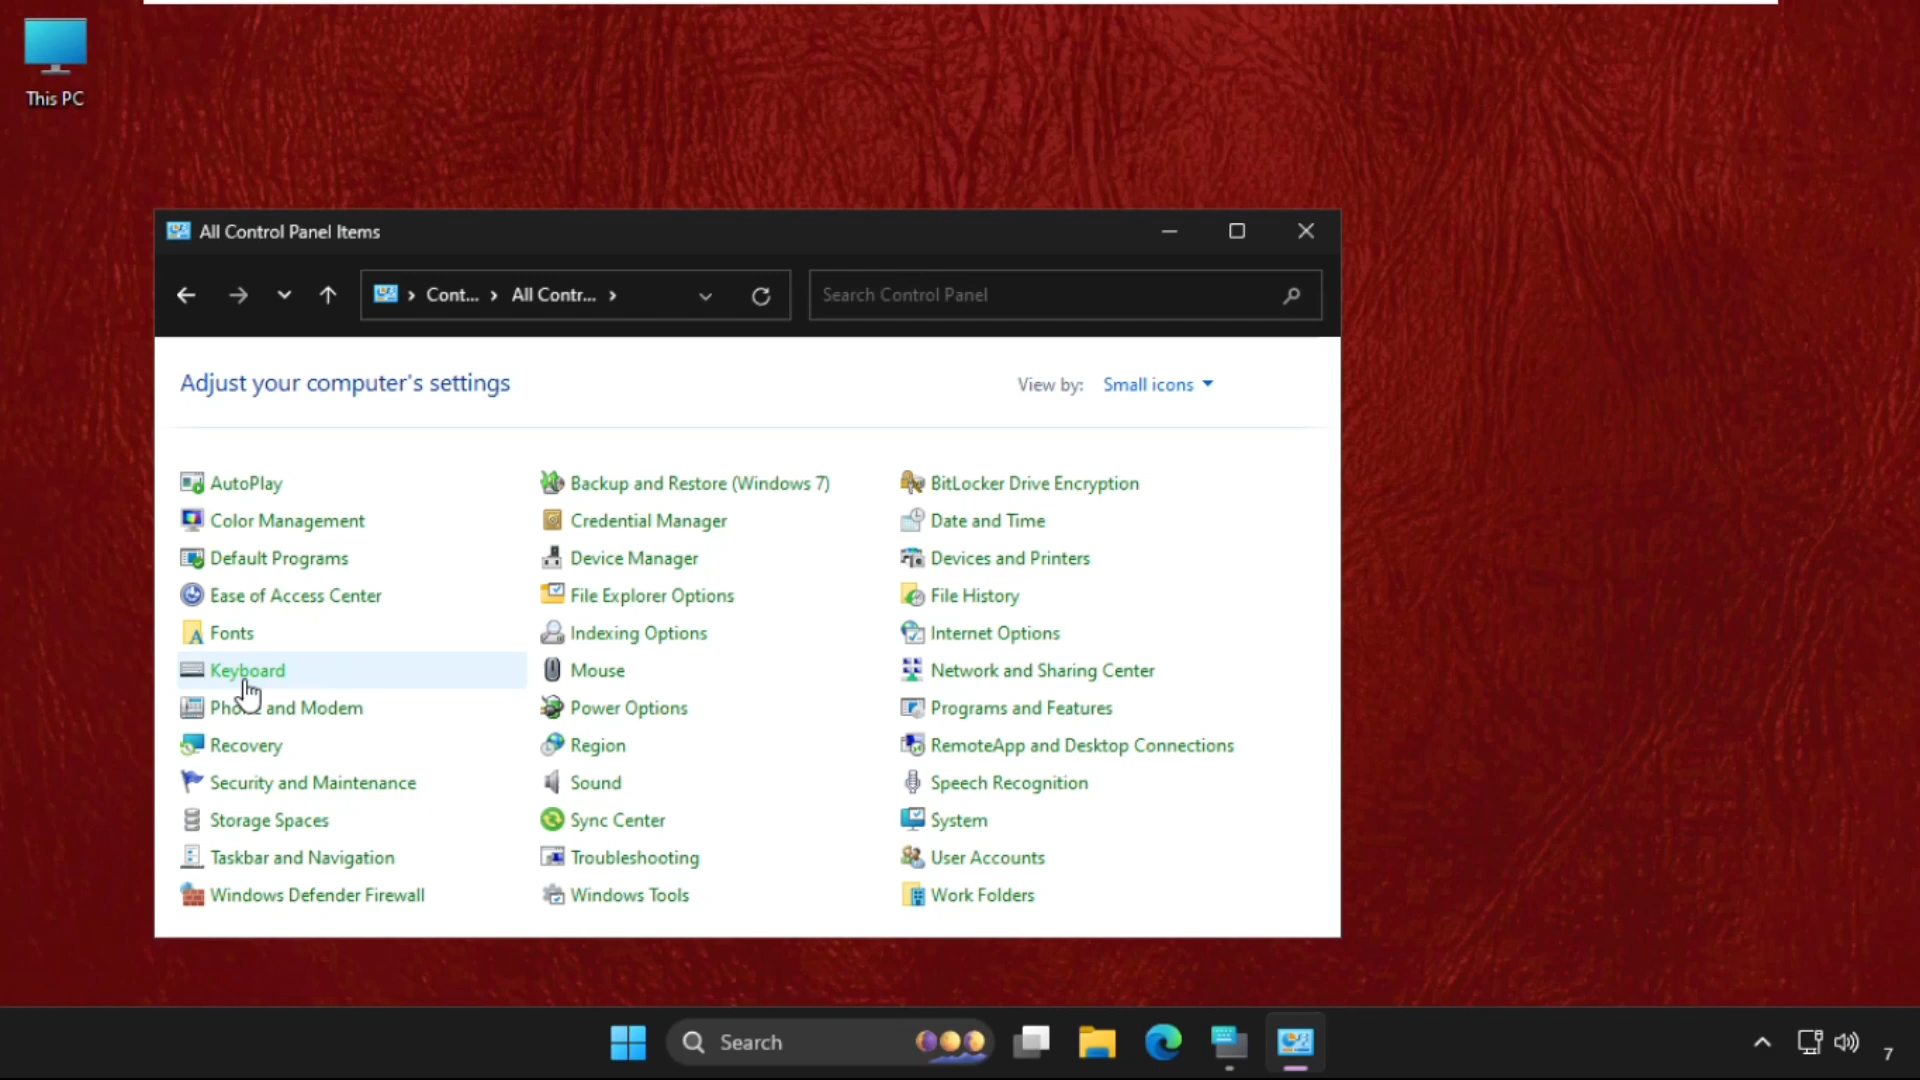 This PC
All Control Panel Items
Cont...
All Contr...
Search Control Panel
Adjust your computer's settings
View by:
Small icons
AutoPlay
Backup and Restore (Windows 7)
BitLocker Drive Encryption
Color Management
Credential Manager
Date and Time
Default Programs
Device Manager
Devices and Printers
Ease of Access Center
File Explorer Options
File History
Fonts
Indexing Options
Internet Options
Keyboard
Mouse
Network and Sharing Center
Phone and Modem
Power Options
Programs and Features
Recovery
Region
RemoteApp and Desktop Connections
Security and Maintenance
Sound
Speech Recognition
Storage Spaces
Sync Center
System
Taskbar and Navigation
Troubleshooting
User Accounts
Windows Defender Firewall
Windows Tools
Work Folders
Search
7